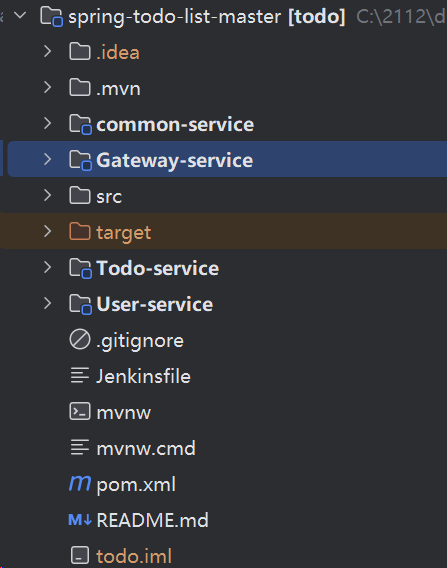 spring-todo-list-master [todo] C:\2112\d
.idea
.mvn
common-service
Gateway-service
src
target
Todo-service
User-service
.gitignore
Jenkinsfile
mvnw
mvnw.cmd
m pom.xml
M↓ README.md
todo.iml